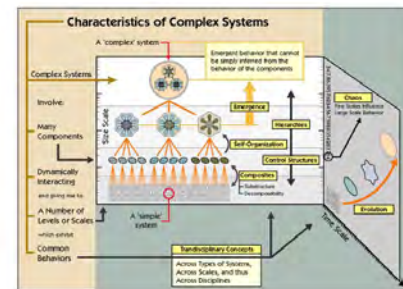 Characteristics of Complex Systems
A 'complex' system
Emergent behavior that cannot
be simply inferred from the
behavior of the components
Complex Systems
Involve:
Many
Components
Dynamically
Interacting
and giving rise to
A Number of
Levels or Scales
which exhibit
Common
Behaviors
Size Scale
Emergence
Hierarchies
Self-Organization
Control Structures
Composites
Substructure
Decomposability
A 'simple'
system
Chaos
Fine Scales Influence
Large Scale Behavior
Evolution
Time Scale
Transdisciplinary Concepts
Across Types of Systems,
Across Scales, and thus
Across Disciplines